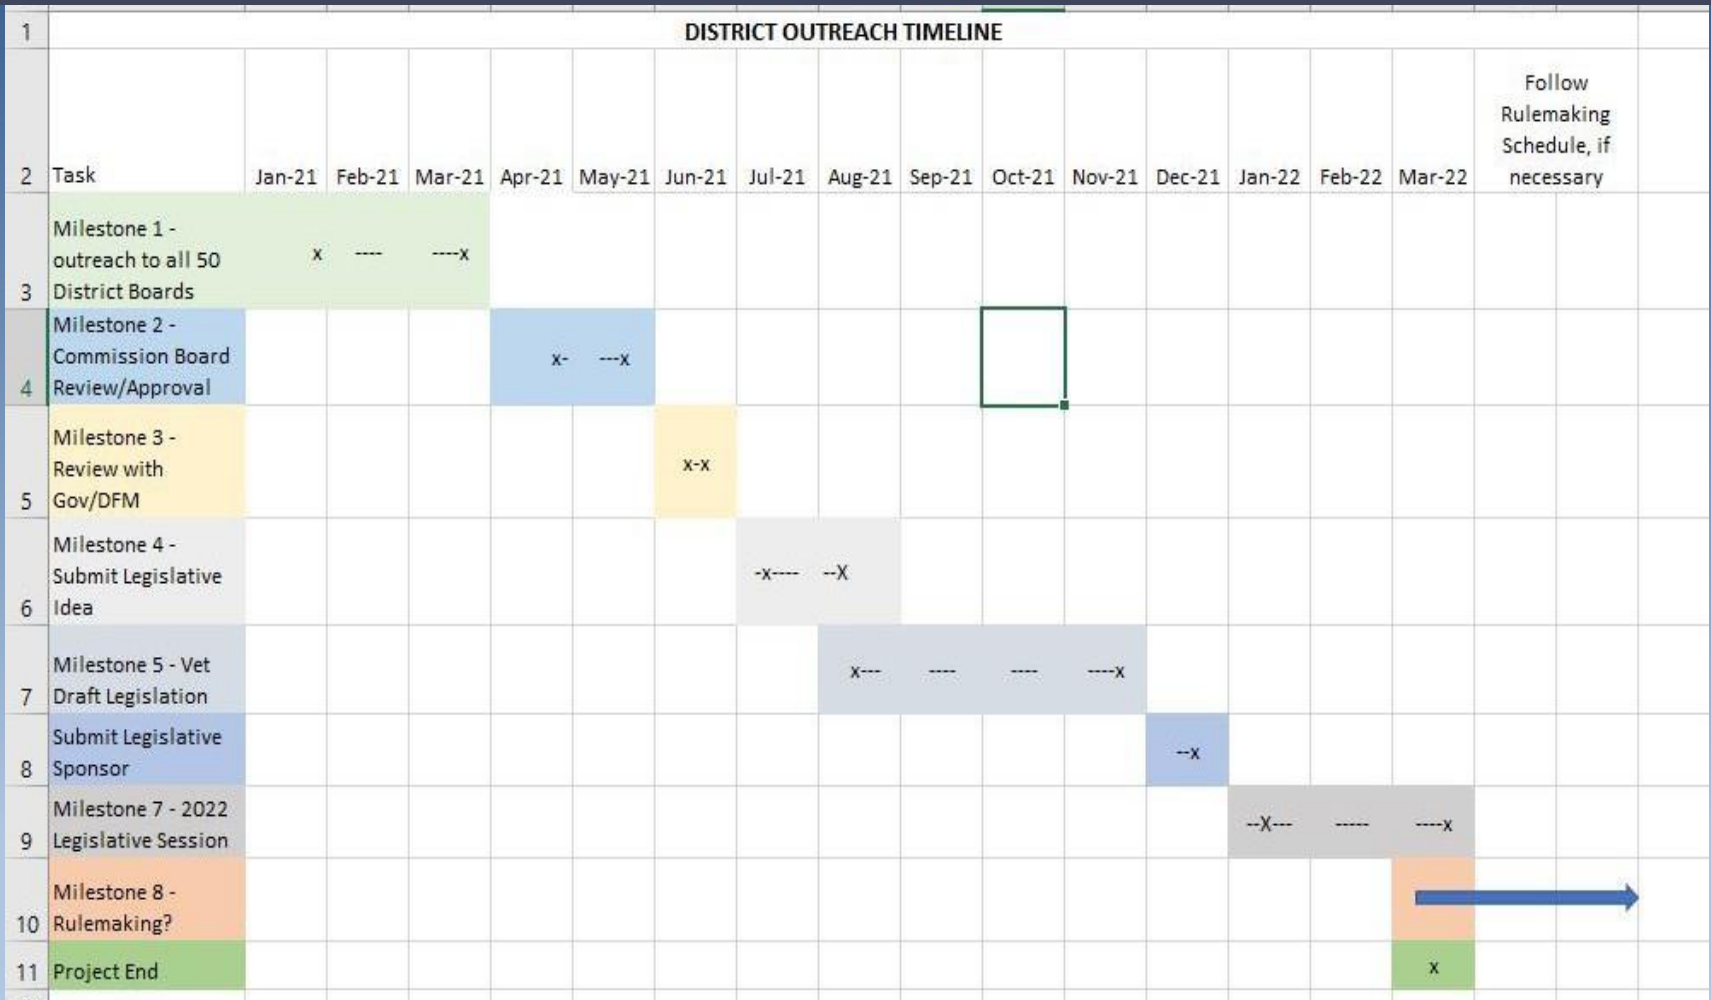 1 DISTRICT OUTREACH TIMELINE
Follow
Rulemaking
Schedule, if
necessary
2 Task Jan-21 Feb-21 Mar-21 Apr-21 May-21 Jun-21 Jul-21 Aug-21 Sep-21 Oct-21 Nov-21 Dec-21 Jan-22 Feb-22 Mar-22
Milestone 1 -
outreach to all 50 x ---- ----x
3 District Boards
Milestone 2 -
Commission Board x- ---x
4 Review/Approval
Milestone 3 -
Review with x-x
5 Gov/DFM
Milestone 4 -
Submit Legislative -x---- --X
6 Idea
Milestone 5 - Vet x--- ---- ---- ----x
7 Draft Legislation
Submit Legislative --x
8 Sponsor
Milestone 7 - 2022 --X--- ----- ----x
9 Legislative Session
Milestone 8 -
10 Rulemaking?
11 Project End x